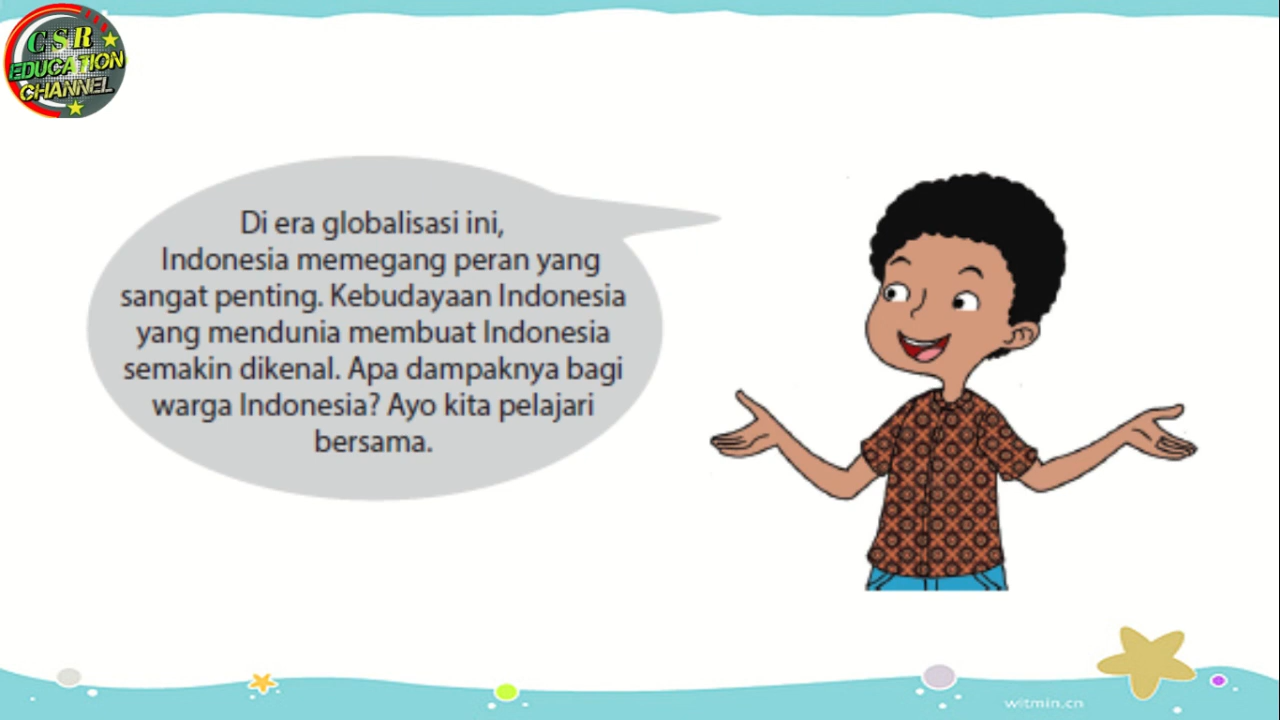 CSR
EDUCATION
CHANNEL
Di era globalisasi ini,
Indonesia memegang peran yang
sangat penting. Kebudayaan Indonesia
yang mendunia membuat Indonesia
semakin dikenal. Apa dampaknya bagi
warga Indonesia? Ayo kita pelajari
bersama.
witmin.cn